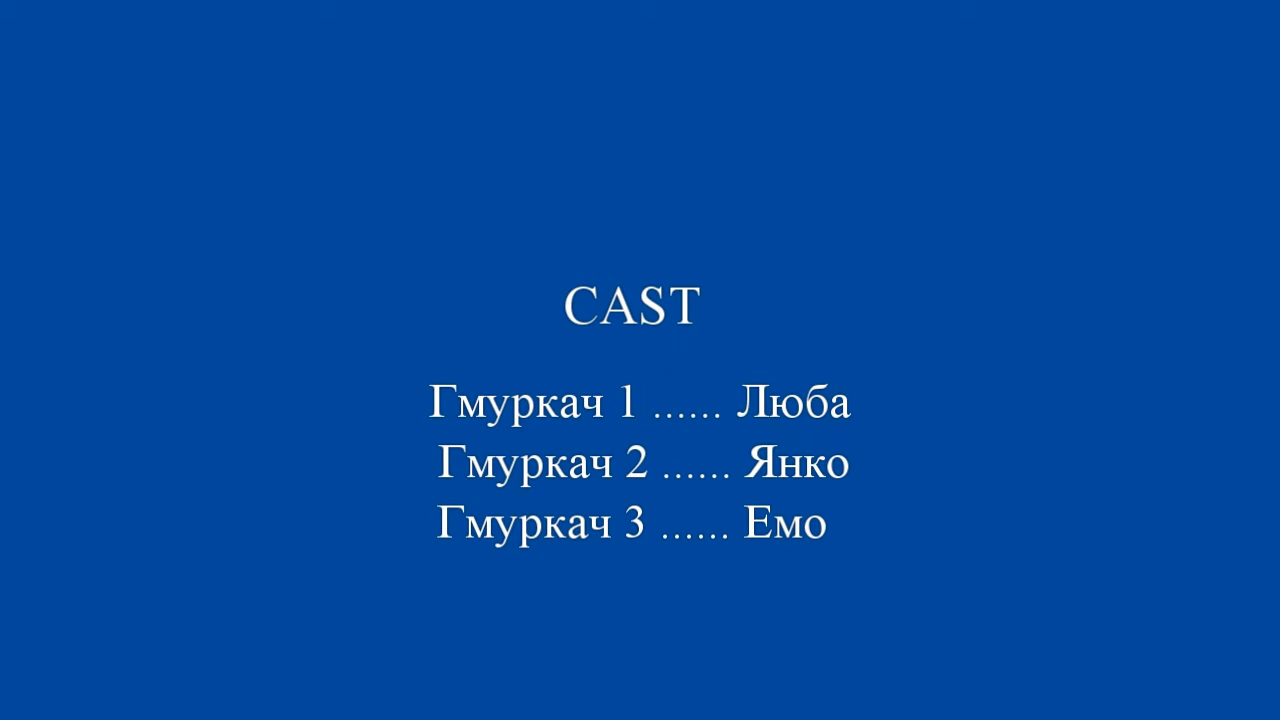 CAST
Гмуркач 1 ...... Люба
Гмуркач 2 ...... Янко
Гмуркач 3 ...... Емо